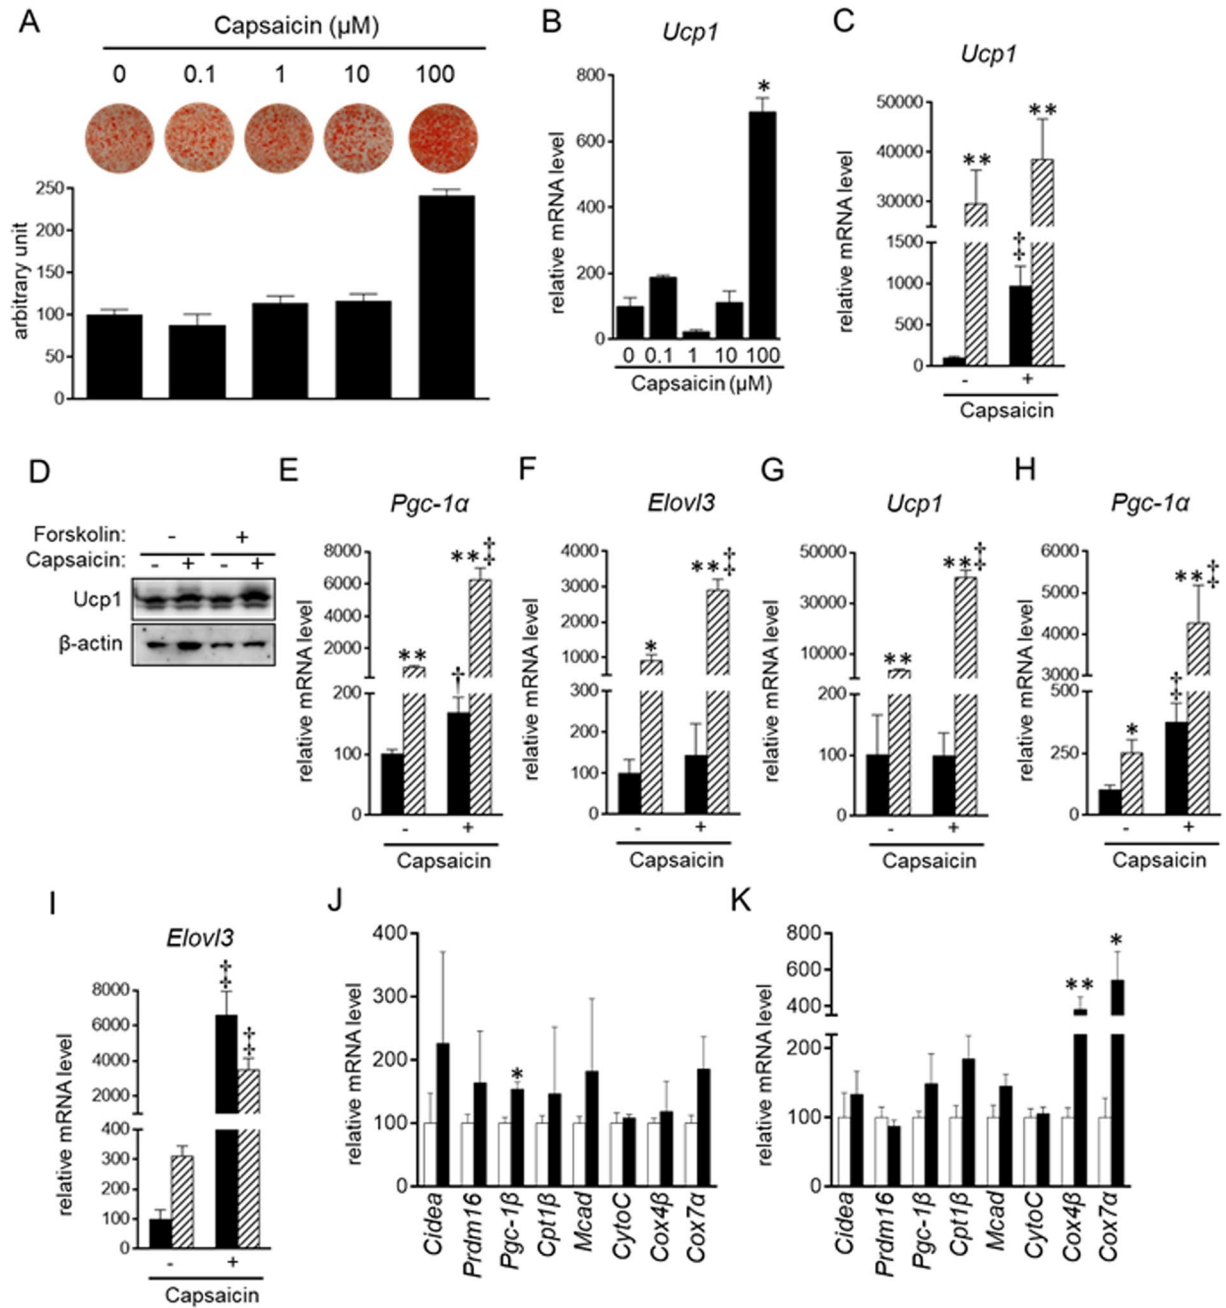 A
Capsaicin (µM)
0 0.1 1 10 100
250
200
150
100
50
0
arbitrary unit
B
Ucp1
800
600
400
200
0
relative mRNA level
*
0 0.1 1 10 100
Capsaicin (µM)
C
Ucp1
50000
40000
30000
1500
1000
500
0
relative mRNA level
**
‡
**
- +
Capsaicin
D
Forskolin: - +
Capsaicin: - + - +
Ucp1
β-actin
E
Pgc-1α
8000
6000
4000
2000
200
100
0
relative mRNA level
**
†
**‡
- +
Capsaicin
F
Elovl3
4000
3000
2000
1000
300
200
100
0
relative mRNA level
*
**‡
- +
Capsaicin
G
Ucp1
50000
30000
10000
200
100
0
relative mRNA level
**
**‡
- +
Capsaicin
H
Pgc-1α
6000
5000
4000
3000
500
250
0
relative mRNA level
*
‡
**‡
- +
Capsaicin
I
Elovl3
8000
6000
4000
2000
400
300
200
100
0
relative mRNA level
‡
‡
- +
Capsaicin
J
400
300
200
100
0
relative mRNA level
*
Cidea
Prdm16
Pgc-1β
Cpt1β
Mcad
CytoC
Cox4β
Cox7α
K
800
600
400
200
100
0
relative mRNA level
**
*
Cidea
Prdm16
Pgc-1β
Cpt1β
Mcad
CytoC
Cox4β
Cox7α